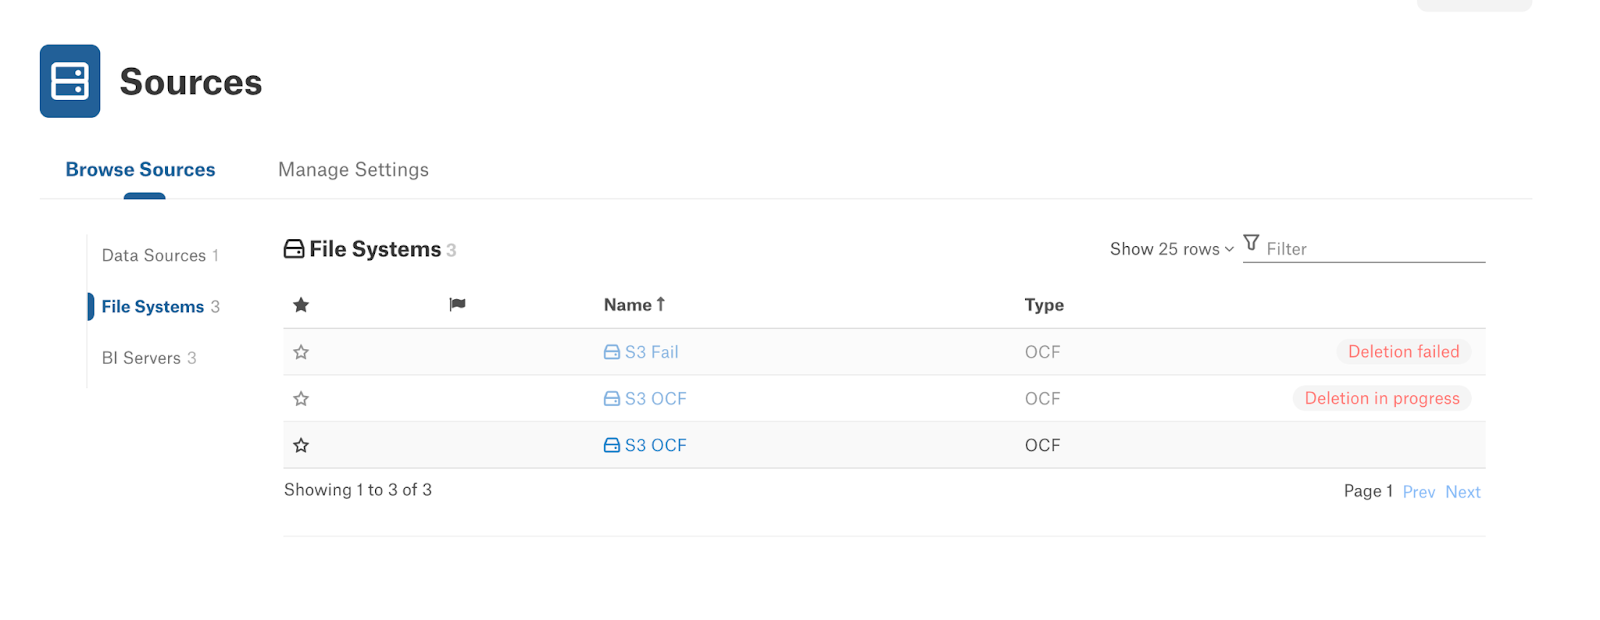 Sources
Browse Sources Manage Settings
Data Sources 1
File Systems 3
BI Servers 3
File Systems 3
Show 25 rows Filter
Name ↑ Type
S3 Fail OCF Deletion failed
S3 OCF OCF Deletion in progress
S3 OCF OCF
Showing 1 to 3 of 3
Page 1 Prev Next